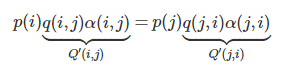 p(i)q(i,j)α(i,j) = p(j)q(j,i)α(j,i)
Q′(i,j) Q′(j,i)